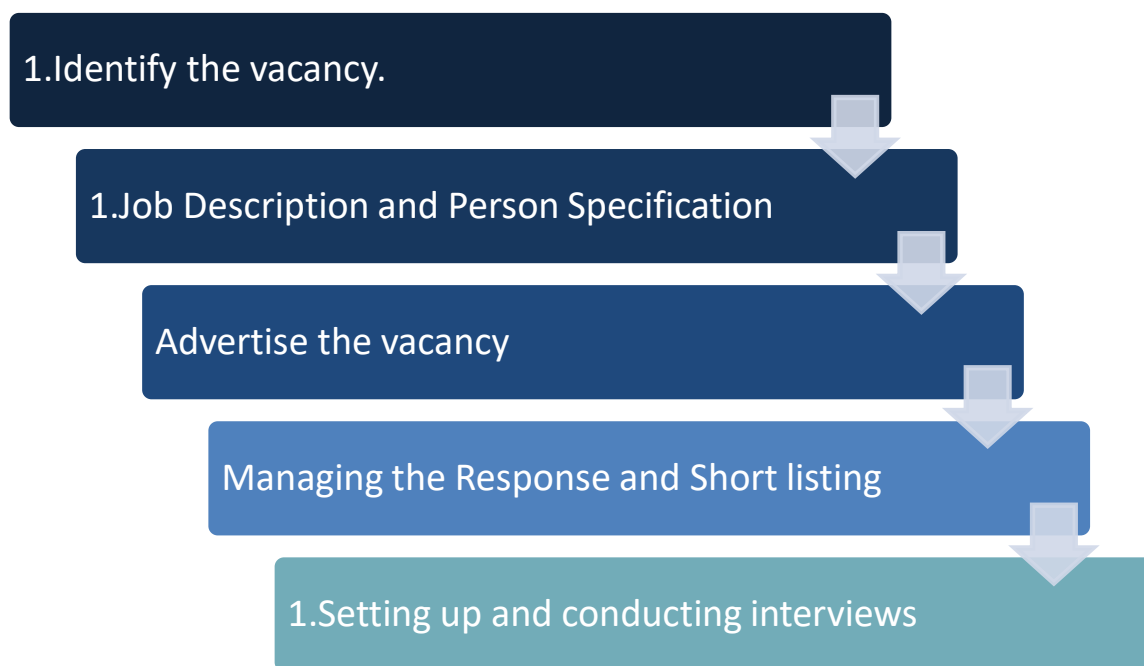 1.Identify the vacancy.
1.Job Description and Person Specification
Advertise the vacancy
Managing the Response and Short listing
1.Setting up and conducting interviews